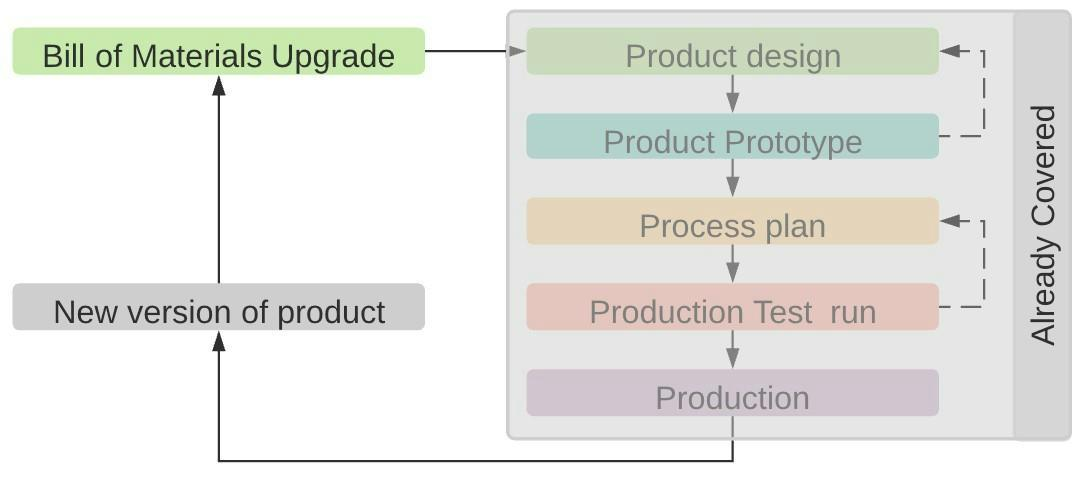 Bill of Materials Upgrade
New version of product
Product design
Product Prototype
Process plan
Production Test  run
Production
Already Covered